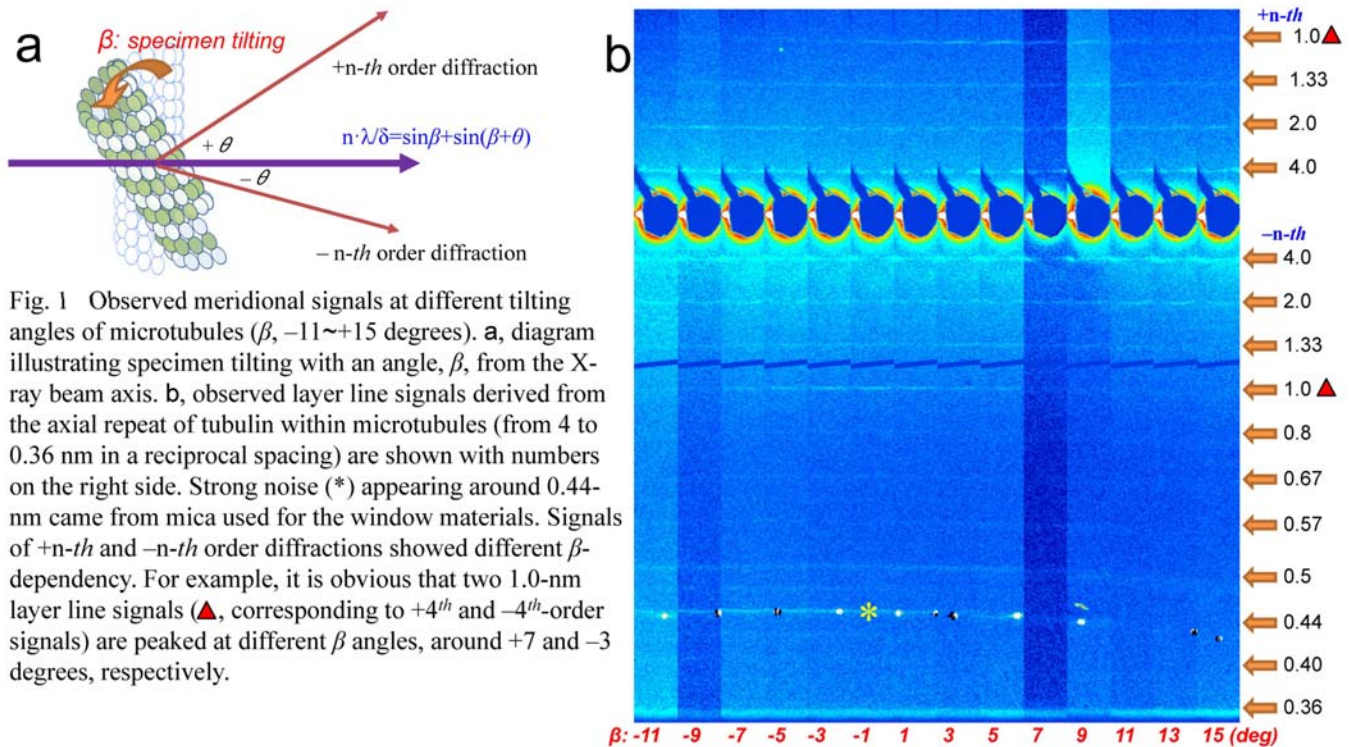 a
β: specimen tilting
+n-th order diffraction
n·λ/δ=sinβ+sin(β+θ)
+ θ
– θ
– n-th order diffraction
Fig. 1 Observed meridional signals at different tilting
angles of microtubules (β, –11~+15 degrees). a, diagram
illustrating specimen tilting with an angle, β, from the X-
ray beam axis. b, observed layer line signals derived from
the axial repeat of tubulin within microtubules (from 4 to
0.36 nm in a reciprocal spacing) are shown with numbers
on the right side. Strong noise (*) appearing around 0.44-
nm came from mica used for the window materials. Signals
of +n-th and –n-th order diffractions showed different β-
dependency. For example, it is obvious that two 1.0-nm
layer line signals (▲, corresponding to +4th and –4th-order
signals) are peaked at different β angles, around +7 and –3
degrees, respectively.
b
+n-th
1.0 ▲
1.33
2.0
4.0
–n-th
4.0
2.0
1.33
1.0 ▲
0.8
0.67
0.57
0.5
*
0.44
0.40
0.36
β: -11 -9 -7 -5 -3 -1 1 3 5 7 9 11 13 15 (deg)